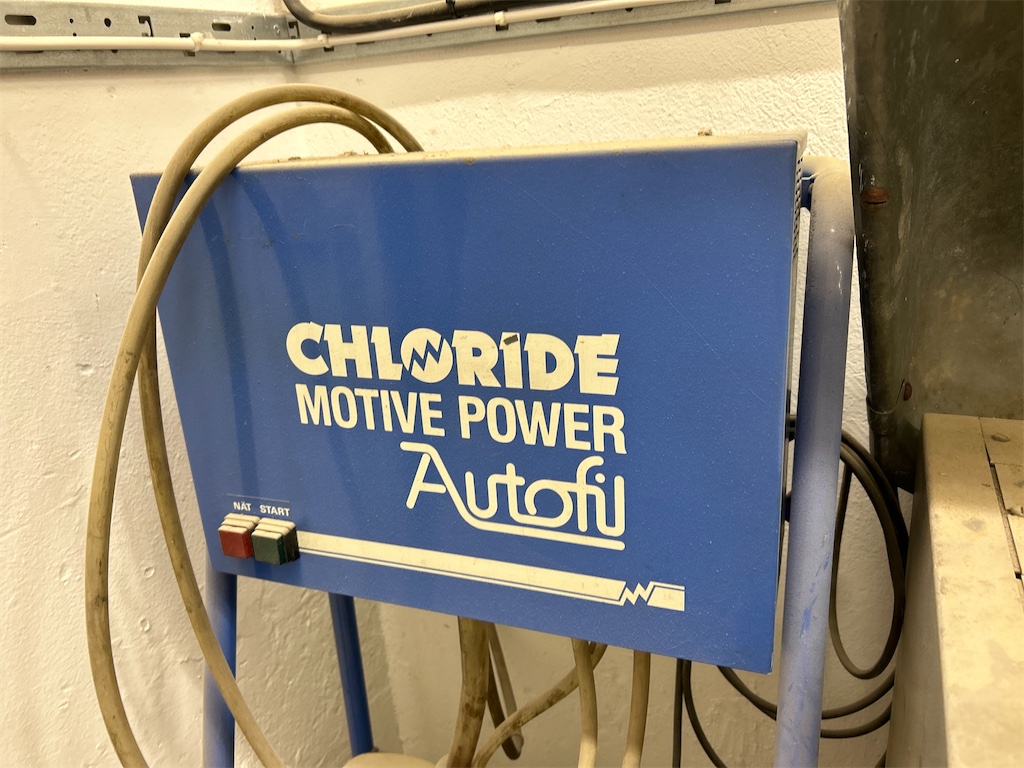 CHLORIDE
MOTIVE POWER
Autofil
NÄT START